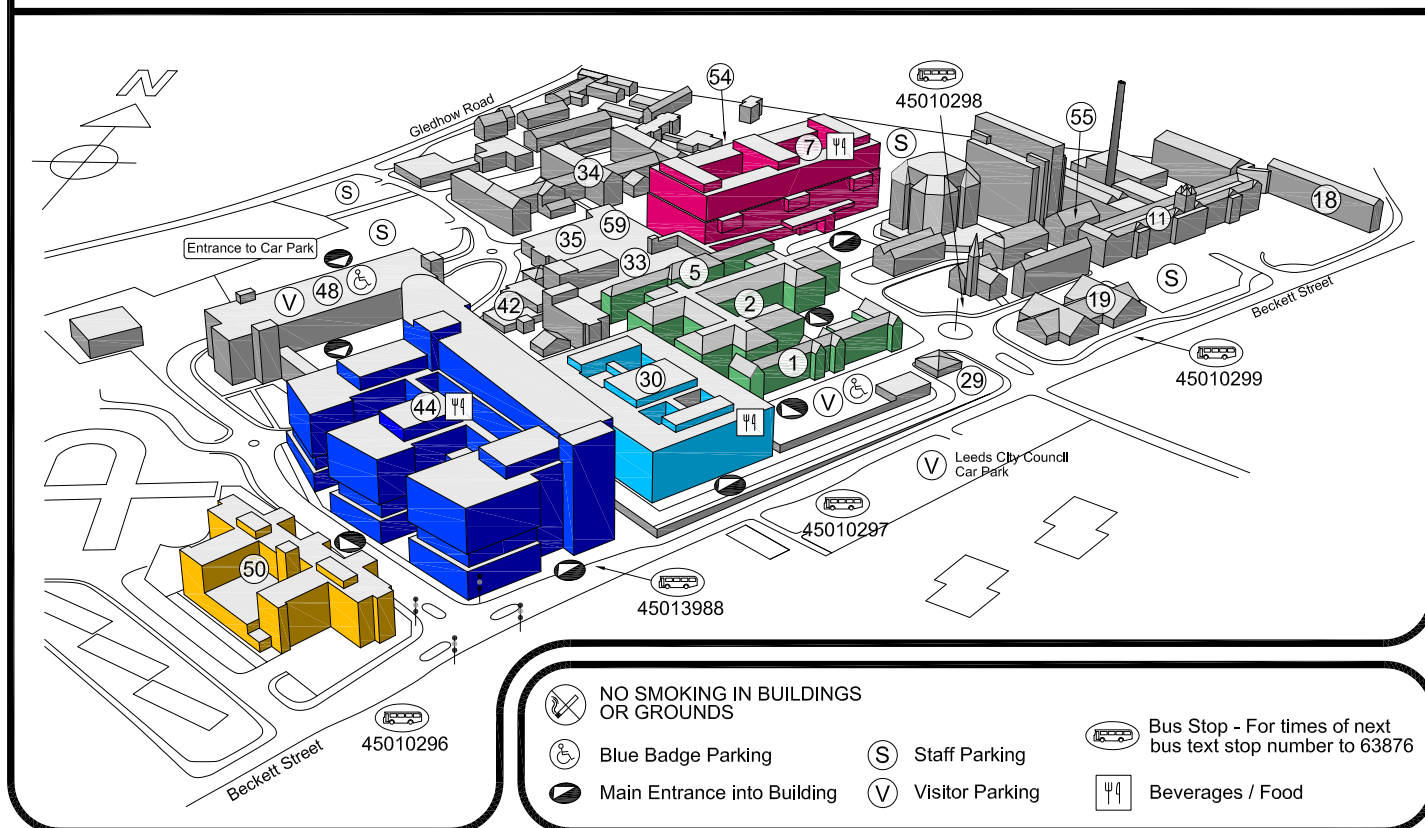 N
54
45010298
Gledhow Road
55
7
S
34
18
S
11
59
35
S
Entrance to Car Park
33
5
S
48
V
42
2
19
Beckett Street
1
30
29
45010299
44
V
V
Leeds City Council
Car Park
45010297
50
45013988
45010296
Beckett Street
NO SMOKING IN BUILDINGS
OR GROUNDS
Blue Badge Parking
Main Entrance into Building
S
Staff Parking
V
Visitor Parking
Bus Stop - For times of next
bus text stop number to 63876
Beverages / Food